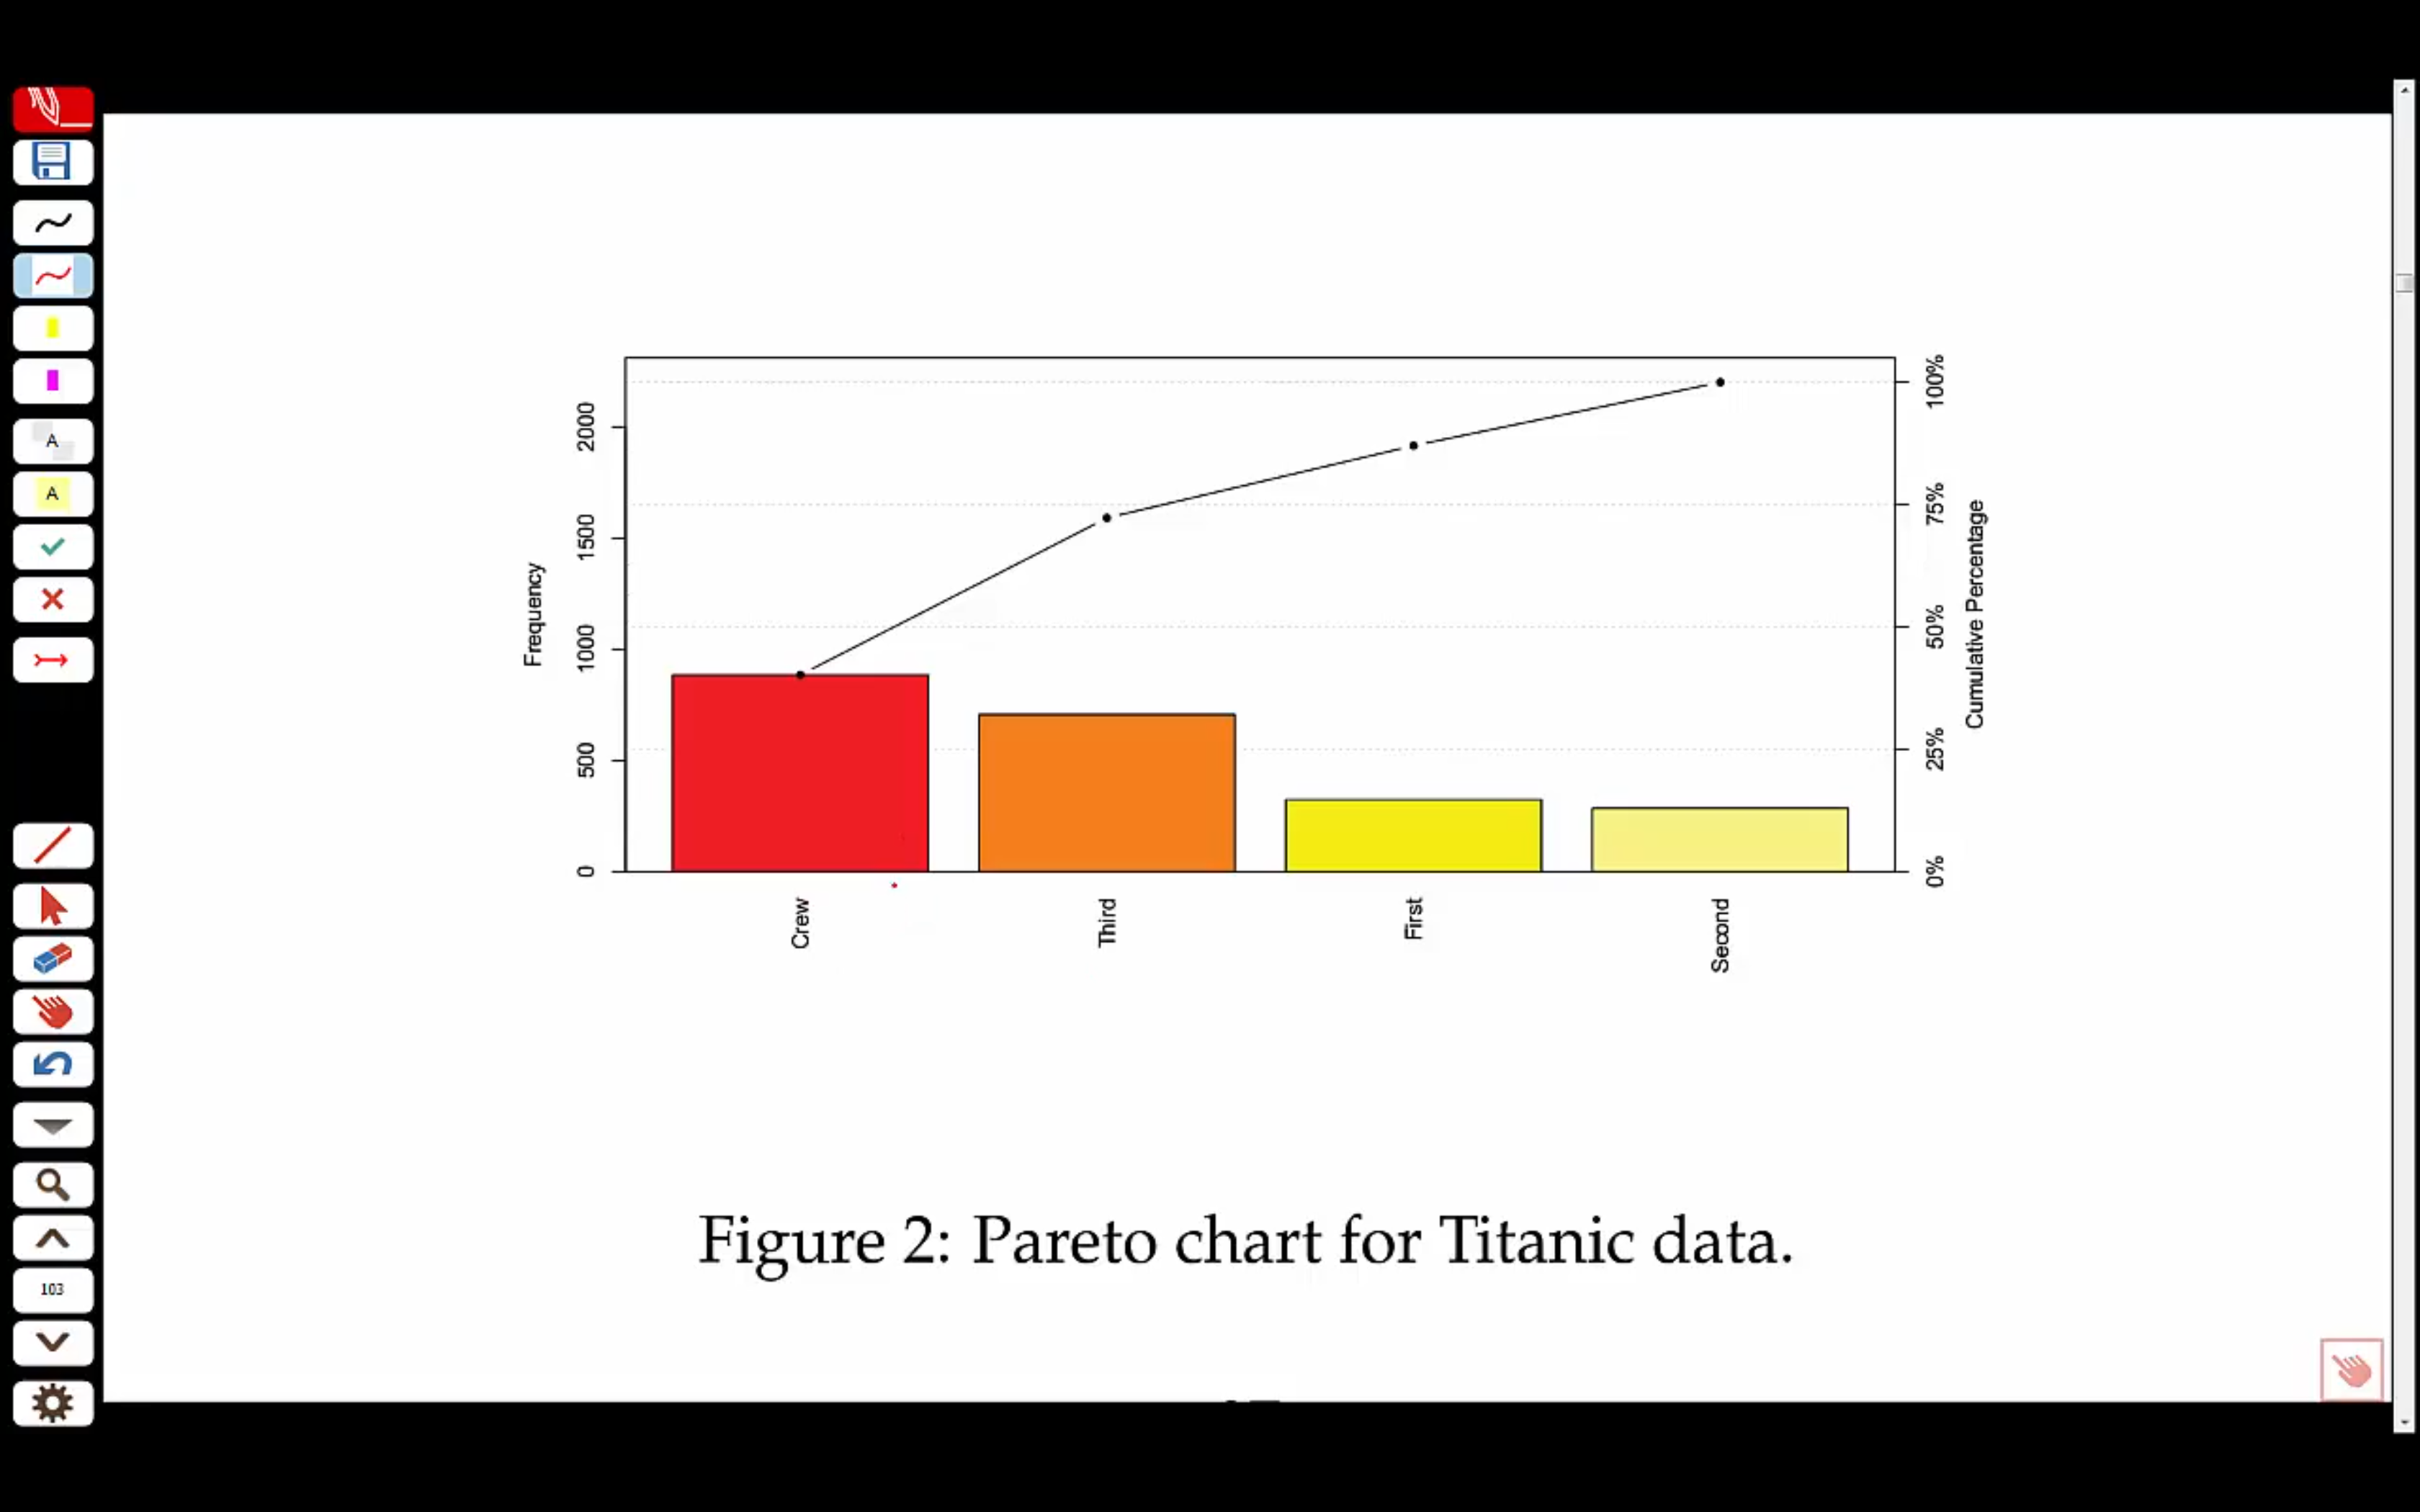 A
A
103
Frequency
0
500
1000
1500
2000
Crew
Third
First
Second
0%
25%
50%
75%
100%
Cumulative Percentage
Figure 2: Pareto chart for Titanic data.